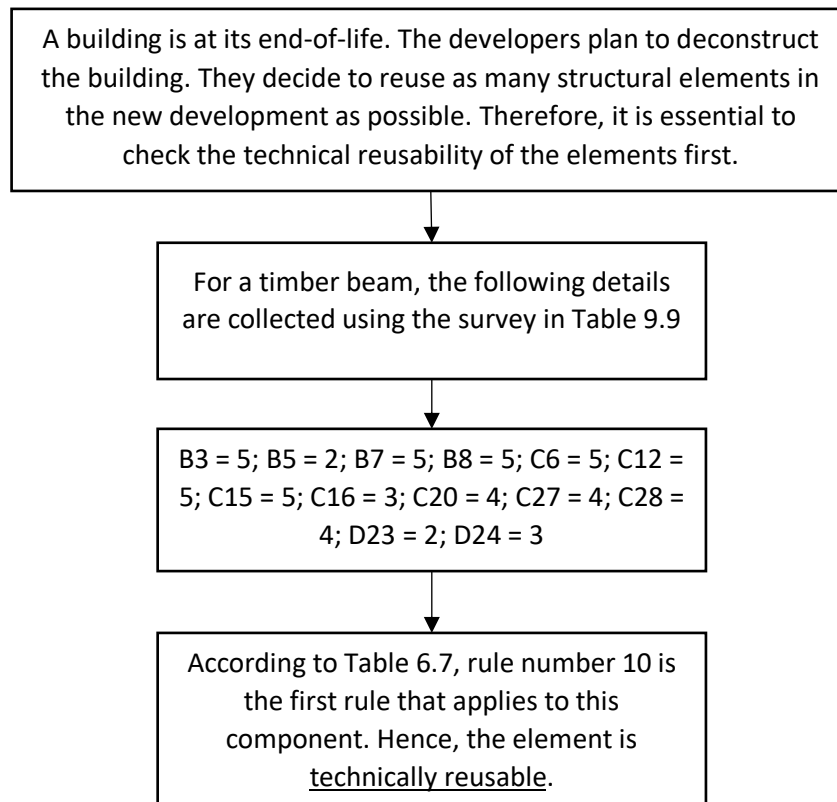 A building is at its end-of-life. The developers plan to deconstruct
the building. They decide to reuse as many structural elements in
the new development as possible. Therefore, it is essential to
check the technical reusability of the elements first.
For a timber beam, the following details
are collected using the survey in Table 9.9
B3 = 5; B5 = 2; B7 = 5; B8 = 5; C6 = 5; C12 =
5; C15 = 5; C16 = 3; C20 = 4; C27 = 4; C28 =
4; D23 = 2; D24 = 3
According to Table 6.7, rule number 10 is
the first rule that applies to this
component. Hence, the element is
technically reusable.